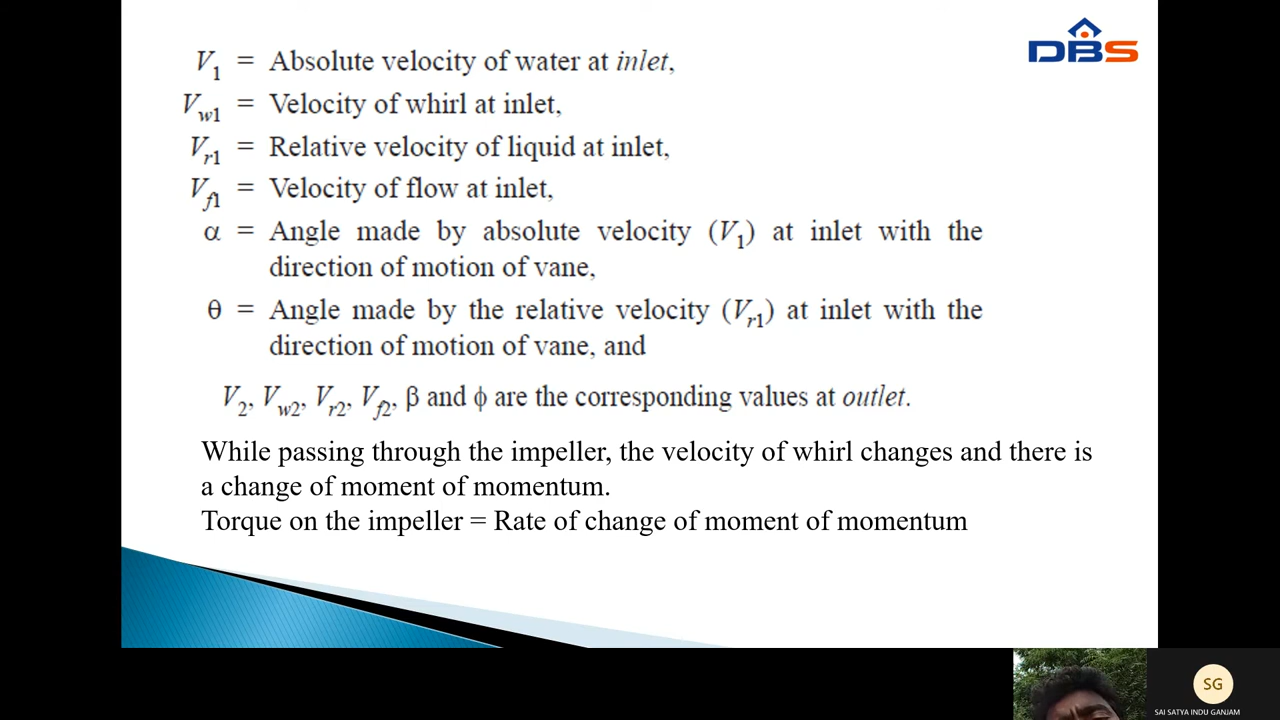 DBS
V1 = Absolute velocity of water at inlet,
Vw1 = Velocity of whirl at inlet,
Vr1 = Relative velocity of liquid at inlet,
Vf1 = Velocity of flow at inlet,
α = Angle made by absolute velocity (V1) at inlet with the
direction of motion of vane,
θ = Angle made by the relative velocity (Vr1) at inlet with the
direction of motion of vane, and
V2, Vw2, Vr2, Vf2, β and ϕ are the corresponding values at outlet.
While passing through the impeller, the velocity of whirl changes and there is
a change of moment of momentum.
Torque on the impeller = Rate of change of moment of momentum
SG
SAI SATYA INDU GANJAM